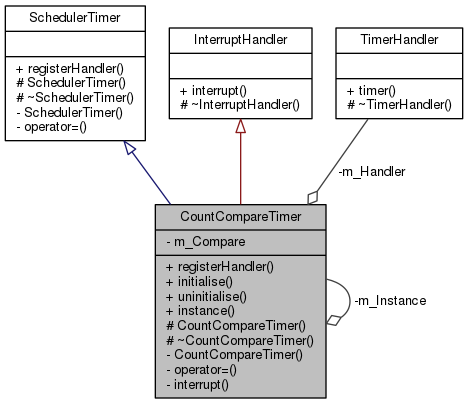 SchedulerTimer
+ registerHandler()
# SchedulerTimer()
# ~SchedulerTimer()
- SchedulerTimer()
- operator=()
InterruptHandler
+ interrupt()
# ~InterruptHandler()
TimerHandler
+ timer()
# ~TimerHandler()
-m_Handler
CountCompareTimer
- m_Compare
+ registerHandler()
+ initialise()
+ uninitialise()
+ instance()
# CountCompareTimer()
# ~CountCompareTimer()
- CountCompareTimer()
- operator=()
- interrupt()
-m_Instance